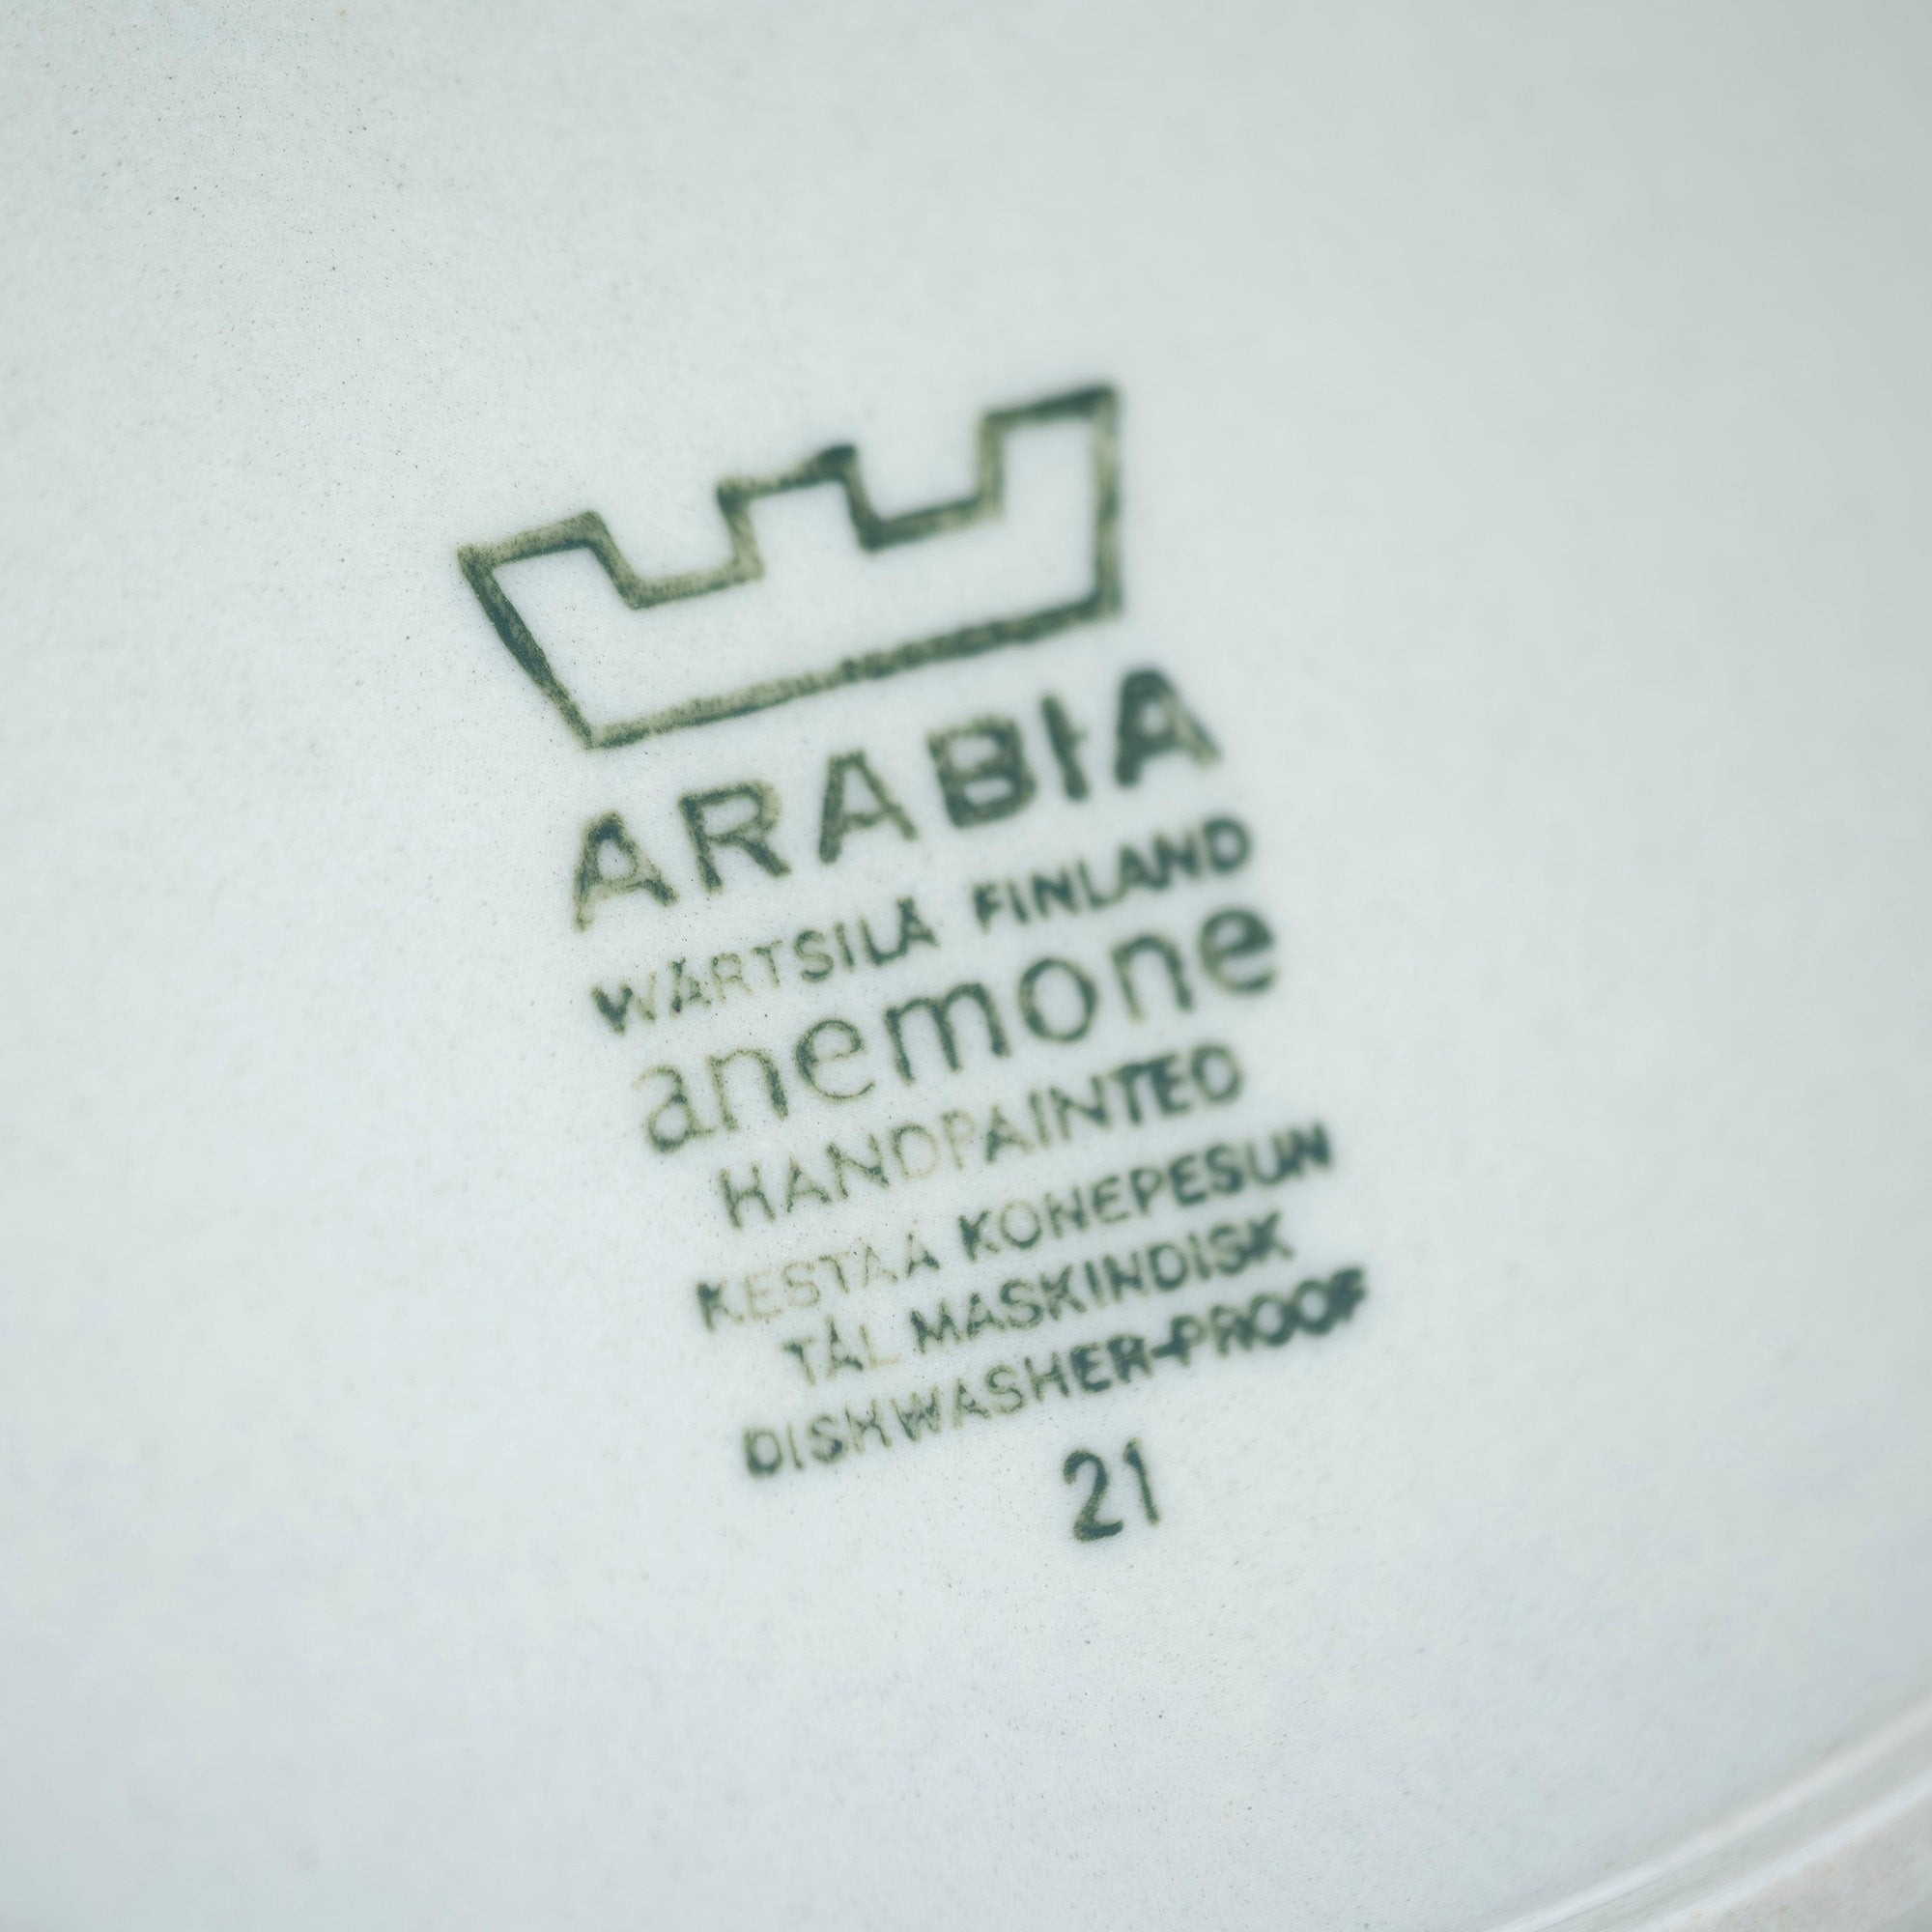 ARABIA
WÄRTSILÄ FINLAND
anemone
HANDPAINTED
KESTÄÄ KONEPESUN
TÅL MASKINDISK
DISHWASHER-PROOF
21